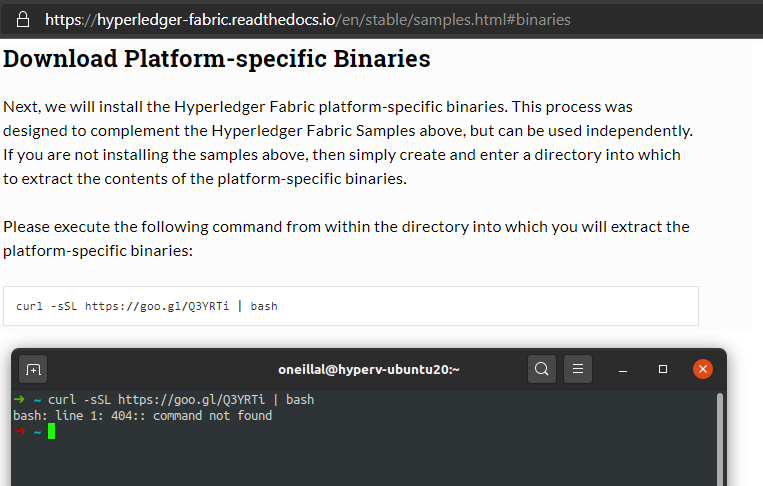 https://hyperledger-fabric.readthedocs.io/en/stable/samples.html#binaries
Download Platform-specific Binaries
Next, we will install the Hyperledger Fabric platform-specific binaries. This process was
designed to complement the Hyperledger Fabric Samples above, but can be used independently.
If you are not installing the samples above, then simply create and enter a directory into which
to extract the contents of the platform-specific binaries.
Please execute the following command from within the directory into which you will extract the
platform-specific binaries:
curl -sSL https://goo.gl/Q3YRTi | bash
oneillal@hyperv-ubuntu20:~
➜ ~ curl -sSL https://goo.gl/Q3YRTi | bash
bash: line 1: 404:: command not found
➜ ~